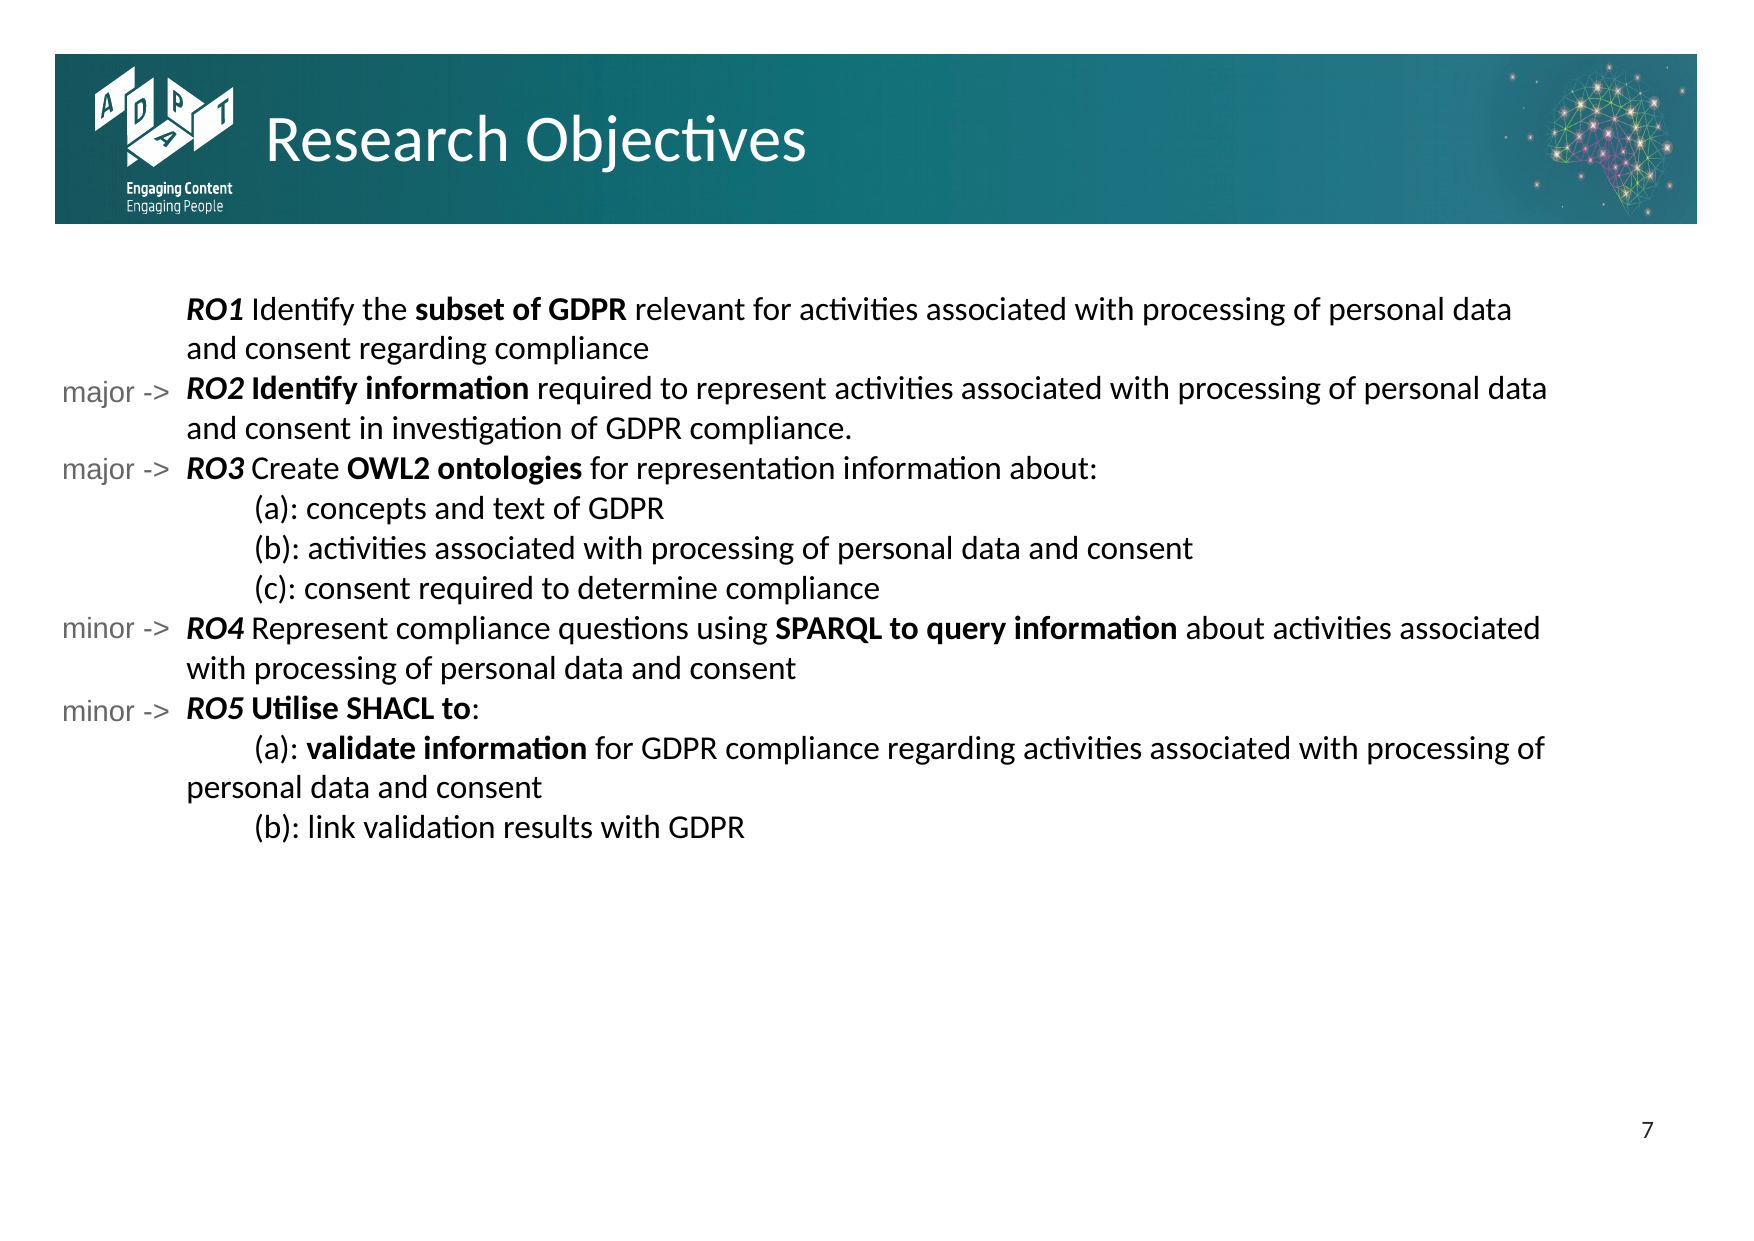 A D A P T
Engaging Content
Engaging People
Research Objectives
RO1 Identify the subset of GDPR relevant for activities associated with processing of personal data
and consent regarding compliance
major -> RO2 Identify information required to represent activities associated with processing of personal data
and consent in investigation of GDPR compliance.
major -> RO3 Create OWL2 ontologies for representation information about:
(a): concepts and text of GDPR
(b): activities associated with processing of personal data and consent
(c): consent required to determine compliance
minor -> RO4 Represent compliance questions using SPARQL to query information about activities associated
with processing of personal data and consent
minor -> RO5 Utilise SHACL to:
(a): validate information for GDPR compliance regarding activities associated with processing of
personal data and consent
(b): link validation results with GDPR
7